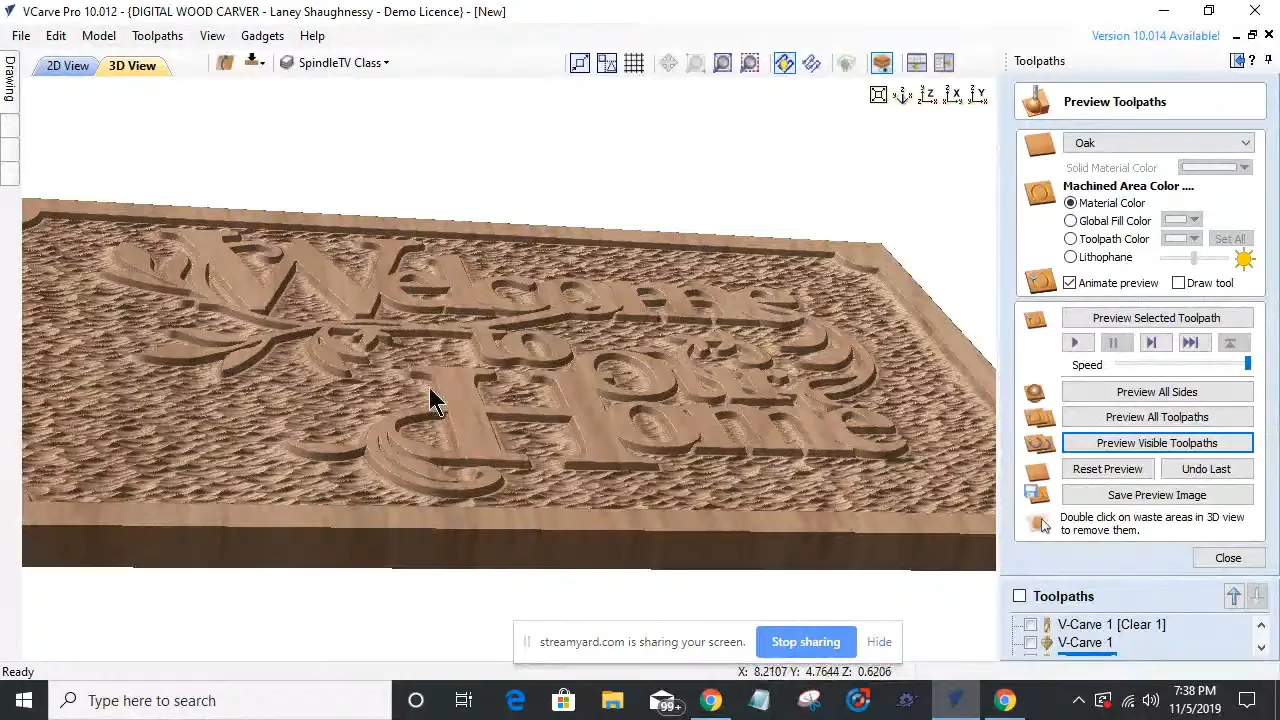 VCarve Pro 10.012 - {DIGITAL WOOD CARVER - Laney Shaughnessy - Demo Licence} - [New]
File Edit Model Toolpaths View Gadgets Help
Version 10.014 Available!
Drawing
2D View
3D View
SpindleTV Class
Z X Y
Toolpaths
Preview Toolpaths
Oak
Solid Material Color
Machined Area Color ....
Material Color
Global Fill Color
Toolpath Color
Set All
Lithophane
Animate preview
Draw tool
Preview Selected Toolpath
Speed
Preview All Sides
Preview All Toolpaths
Preview Visible Toolpaths
Reset Preview
Undo Last
Save Preview Image
Double click on waste areas in 3D view
to remove them.
Close
Toolpaths
V-Carve 1 [Clear 1]
V-Carve 1
Welcome
to Our
Home
streamyard.com is sharing your screen.
Stop sharing
Hide
Ready
X: 8.2107 Y: 4.7644 Z: 0.6206
Type here to search
99+
7:38 PM
11/5/2019